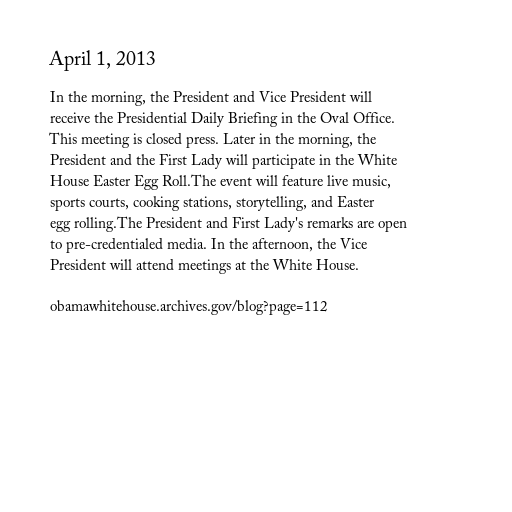 April 1, 2013
In the morning, the President and Vice President will
receive the Presidential Daily Briefing in the Oval Office.
This meeting is closed press. Later in the morning, the
President and the First Lady will participate in the White
House Easter Egg Roll.The event will feature live music,
sports courts, cooking stations, storytelling, and Easter
egg rolling.The President and First Lady's remarks are open
to pre-credentialed media. In the afternoon, the Vice
President will attend meetings at the White House.
obamawhitehouse.archives.gov/blog?page=112